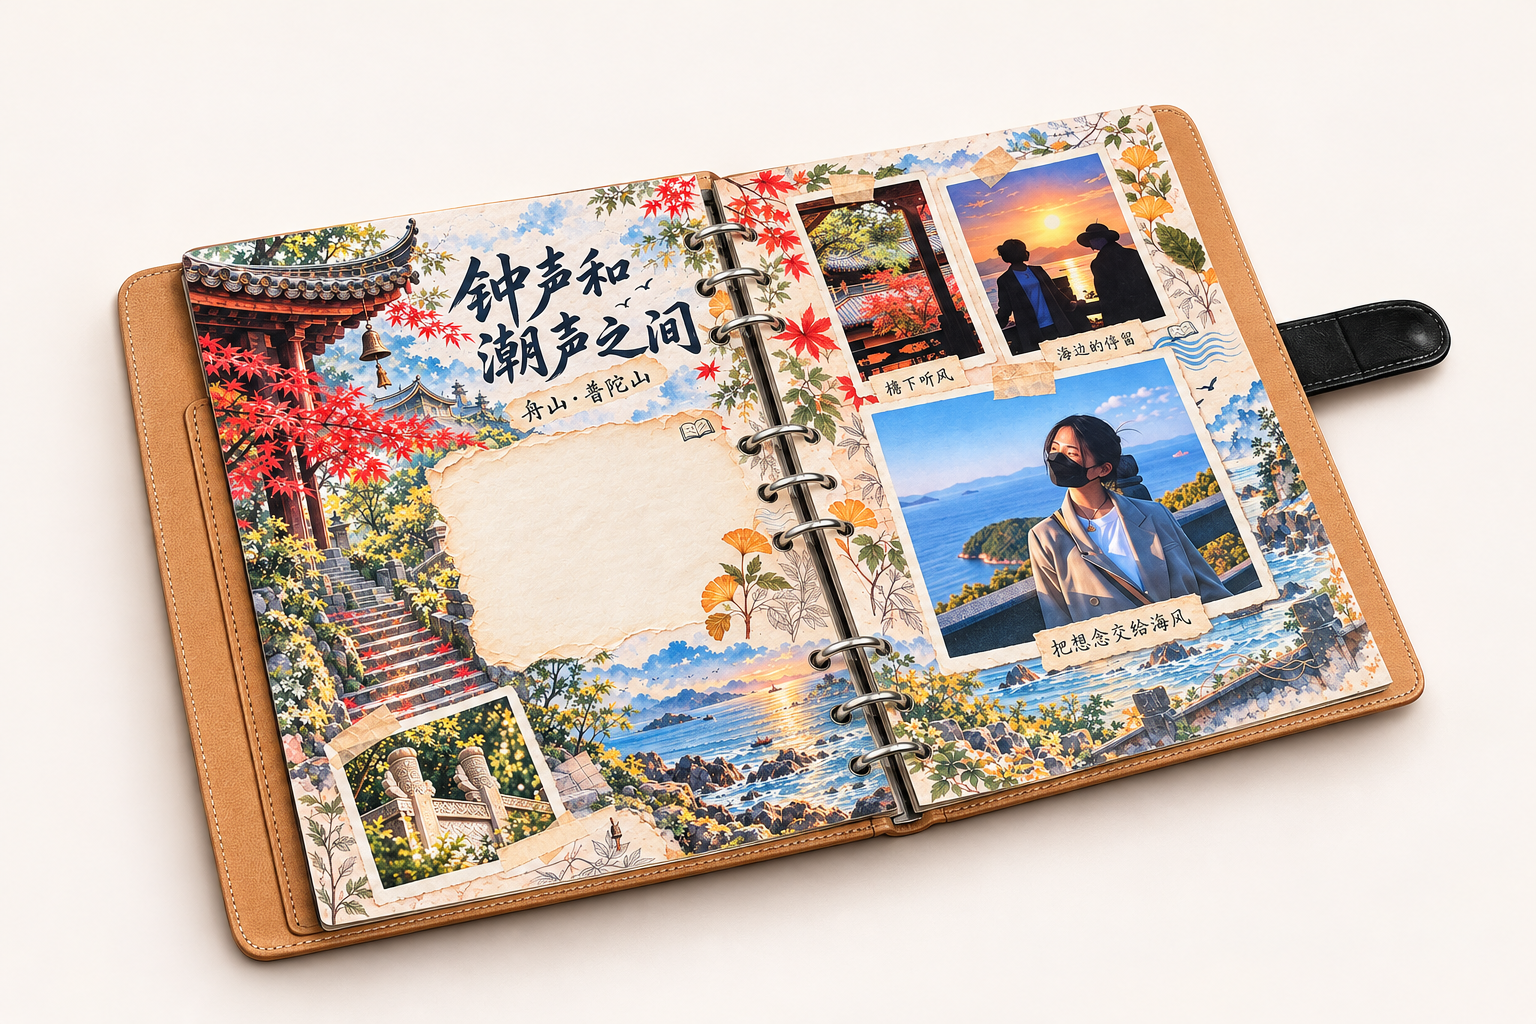 钟声和
潮声之间
舟山·普陀山
檐下听风
海边的停留
把想念交给海风